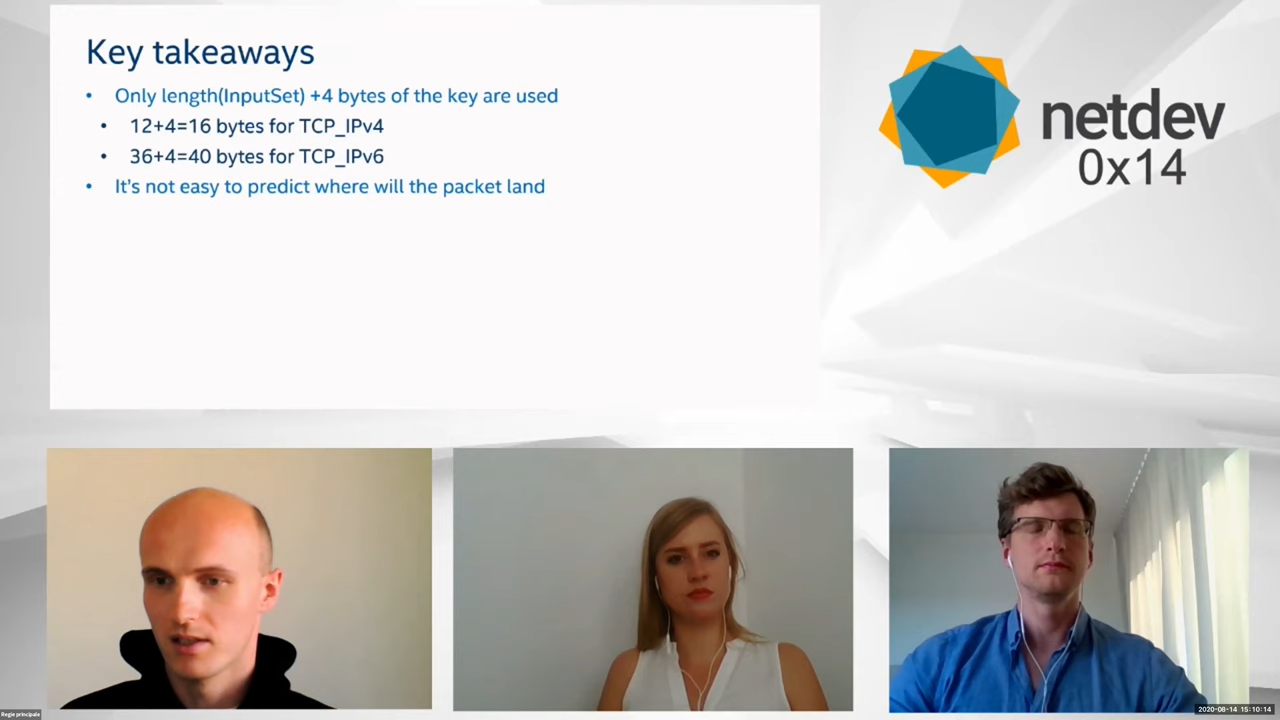 Key takeaways
• Only length(InputSet) +4 bytes of the key are used
• 12+4=16 bytes for TCP_IPv4
• 36+4=40 bytes for TCP_IPv6
• It's not easy to predict where will the packet land
netdev
0x14
Regie principale
2020-08-14 15:10:14